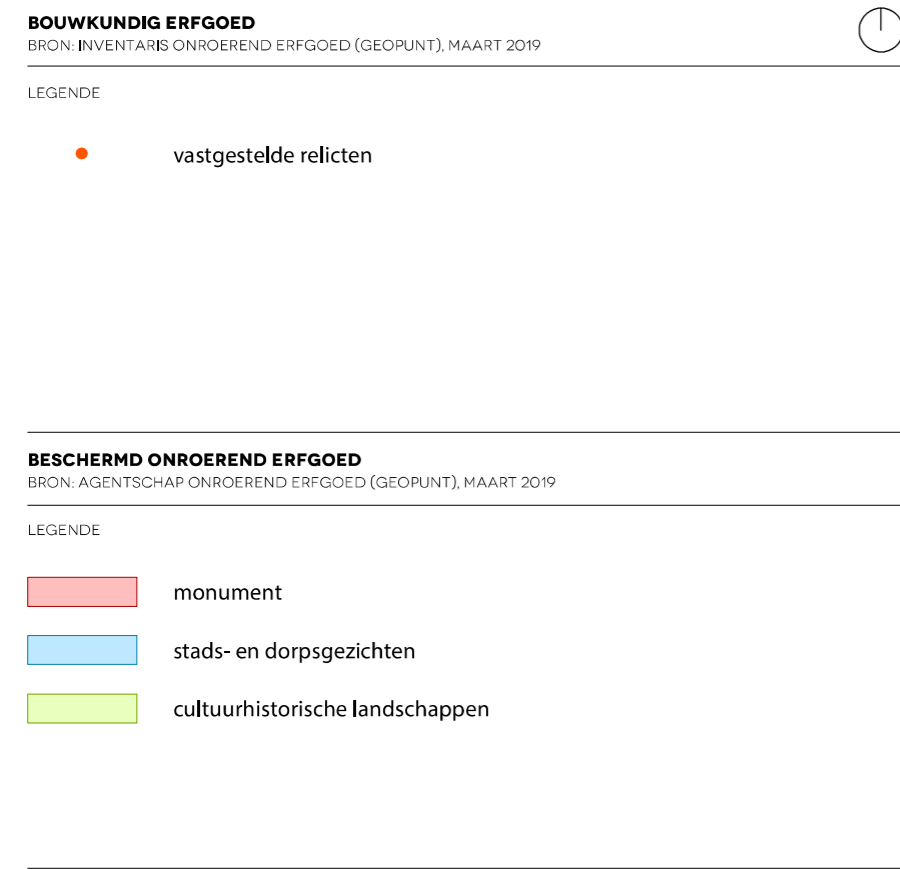 BOUWKUNDIG ERFGOED
BRON: INVENTARIS ONROEREND ERFGOED (GEOPUNT), MAART 2019
LEGENDE
vastgestelde relicten
BESCHERMD ONROEREND ERFGOED
BRON: AGENTSCHAP ONROEREND ERFGOED (GEOPUNT), MAART 2019
LEGENDE
monument
stads- en dorpsgezichten
cultuurhistorische landschappen